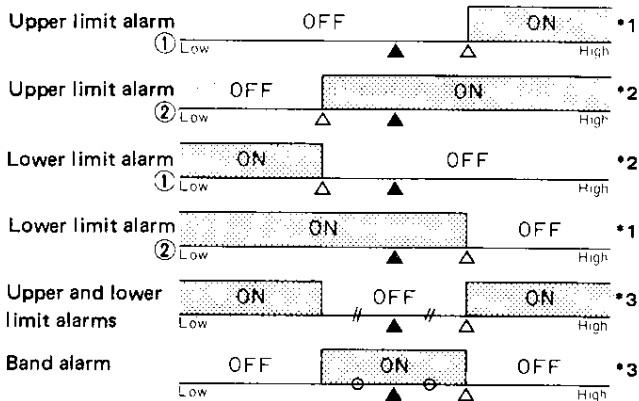 Upper limit alarm OFF ON *1
① Low ▲ △ High
Upper limit alarm OFF ON *2
② Low △ ▲ High
Lower limit alarm ON OFF *2
① Low △ ▲ High
Lower limit alarm ON OFF *1
② Low ▲ △ High
Upper and lower ON OFF ON *3
limit alarms Low ▲ △ High
Band alarm OFF ON OFF *3
Low ▲ △ High